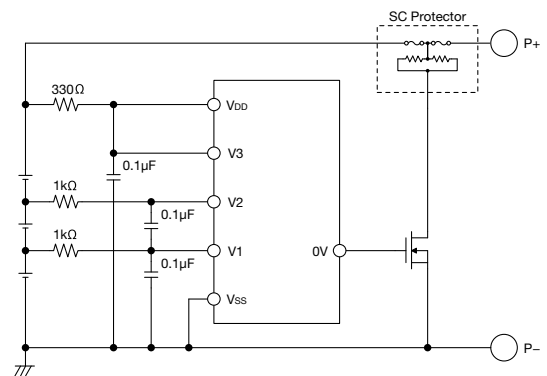 SC Protector
P+
330Ω
VDD
V3
0.1μF
1kΩ
V2
0.1μF
1kΩ
V1
0V
0.1μF
VSS
P−